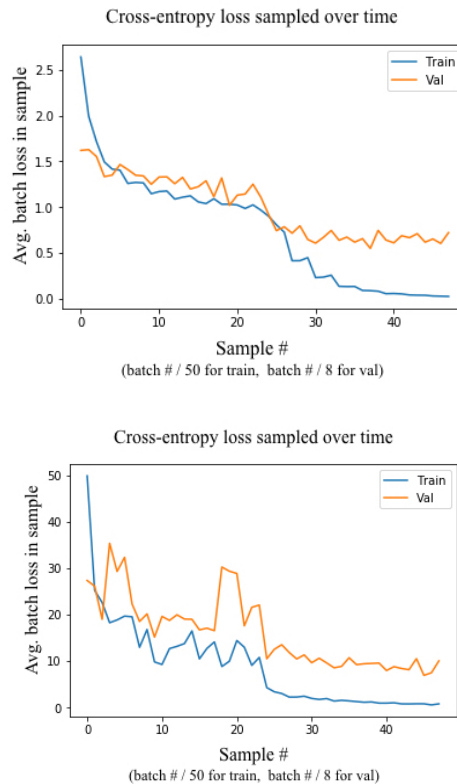 Cross-entropy loss sampled over time
Train
Val
2.5
2.0
1.5
1.0
0.5
0.0
Avg. batch loss in sample
0 10 20 30 40
Sample #
(batch # / 50 for train, batch # / 8 for val)
Cross-entropy loss sampled over time
Train
Val
50
40
30
20
10
0
Avg. batch loss in sample
0 10 20 30 40
Sample #
(batch # / 50 for train, batch # / 8 for val)